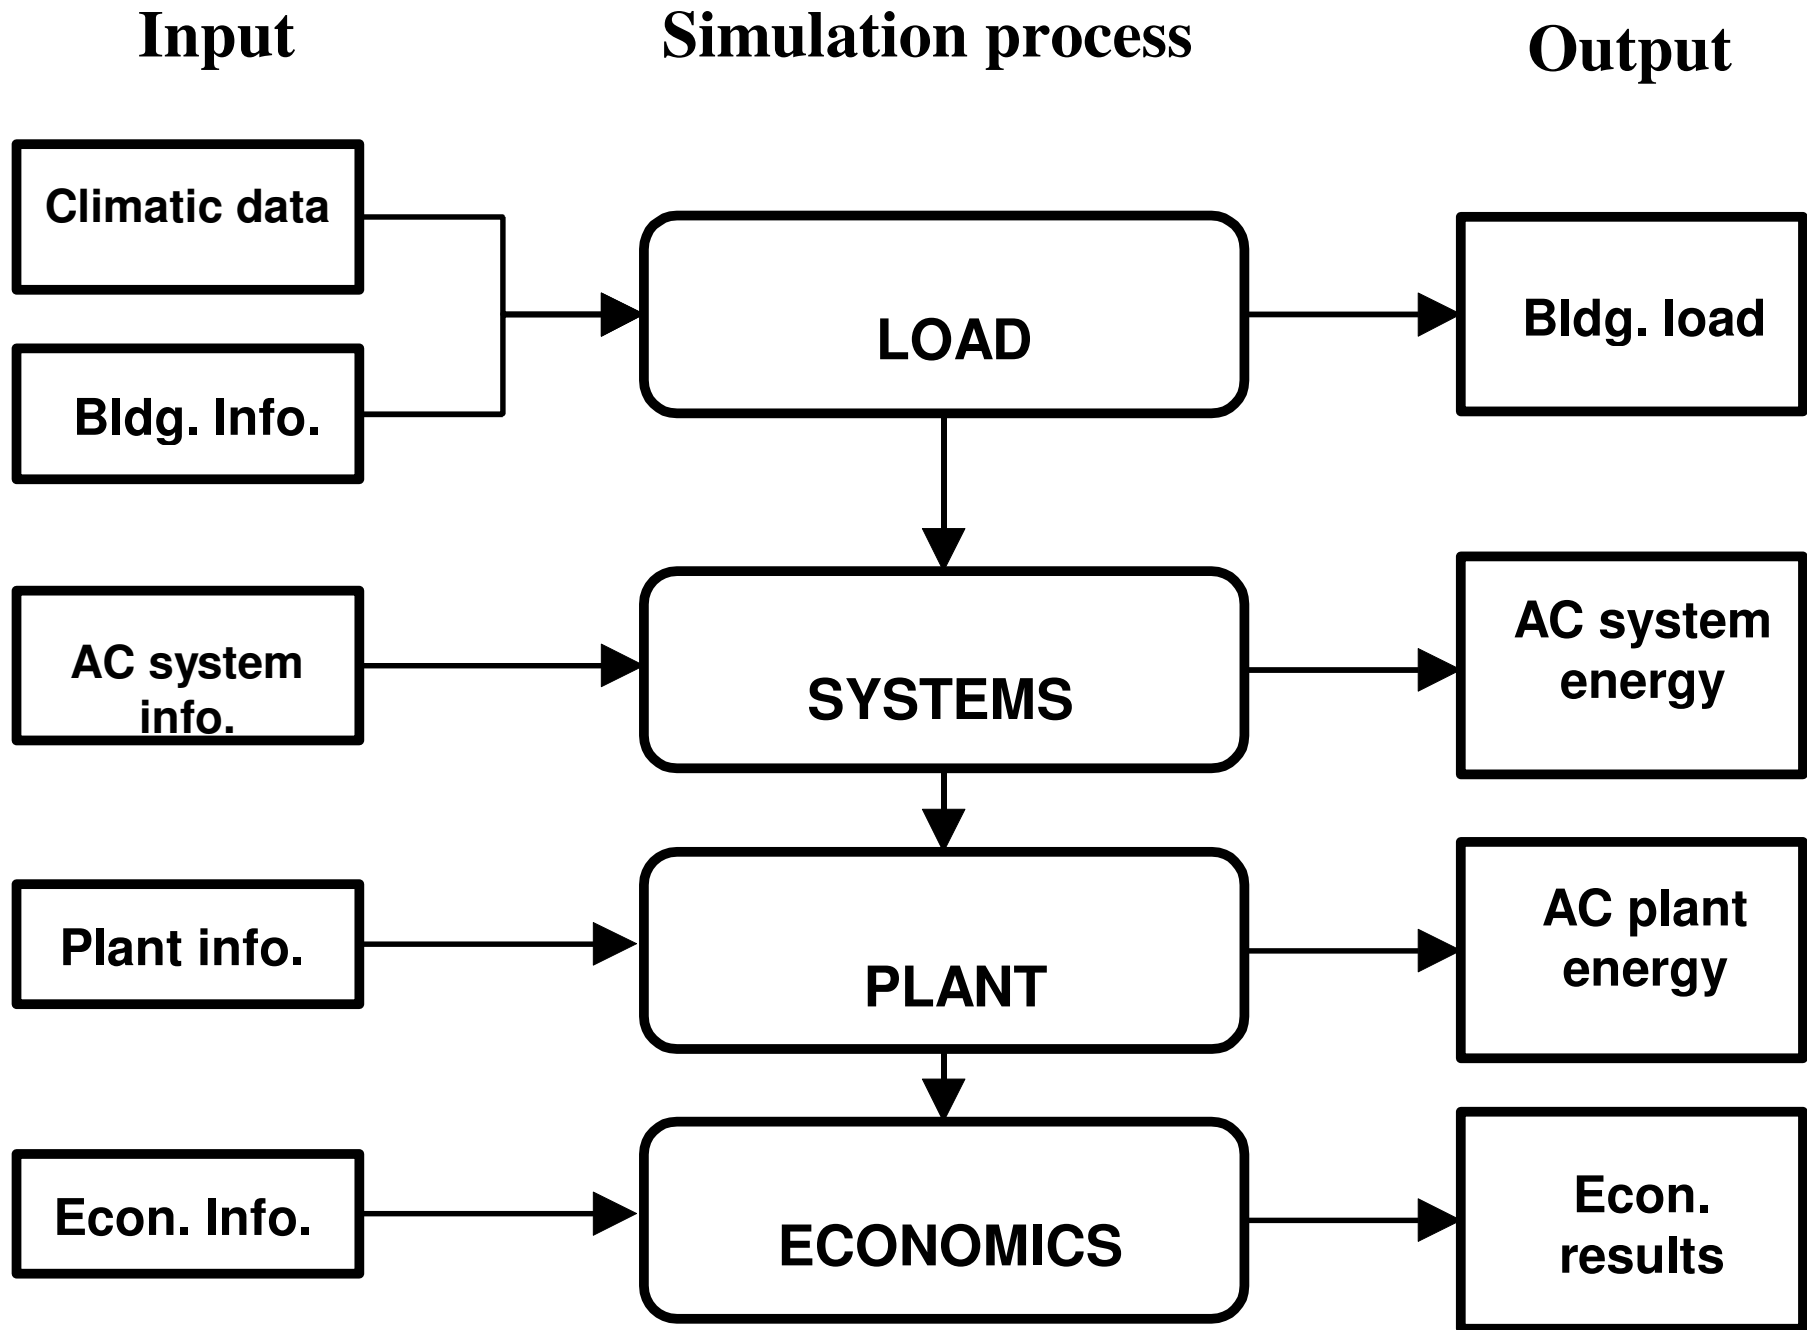 Input
Simulation process
Output
Climatic data
LOAD
Bldg. load
Bldg. Info.
AC system
info.
SYSTEMS
AC system
energy
Plant info.
PLANT
AC plant
energy
Econ. Info.
ECONOMICS
Econ.
results